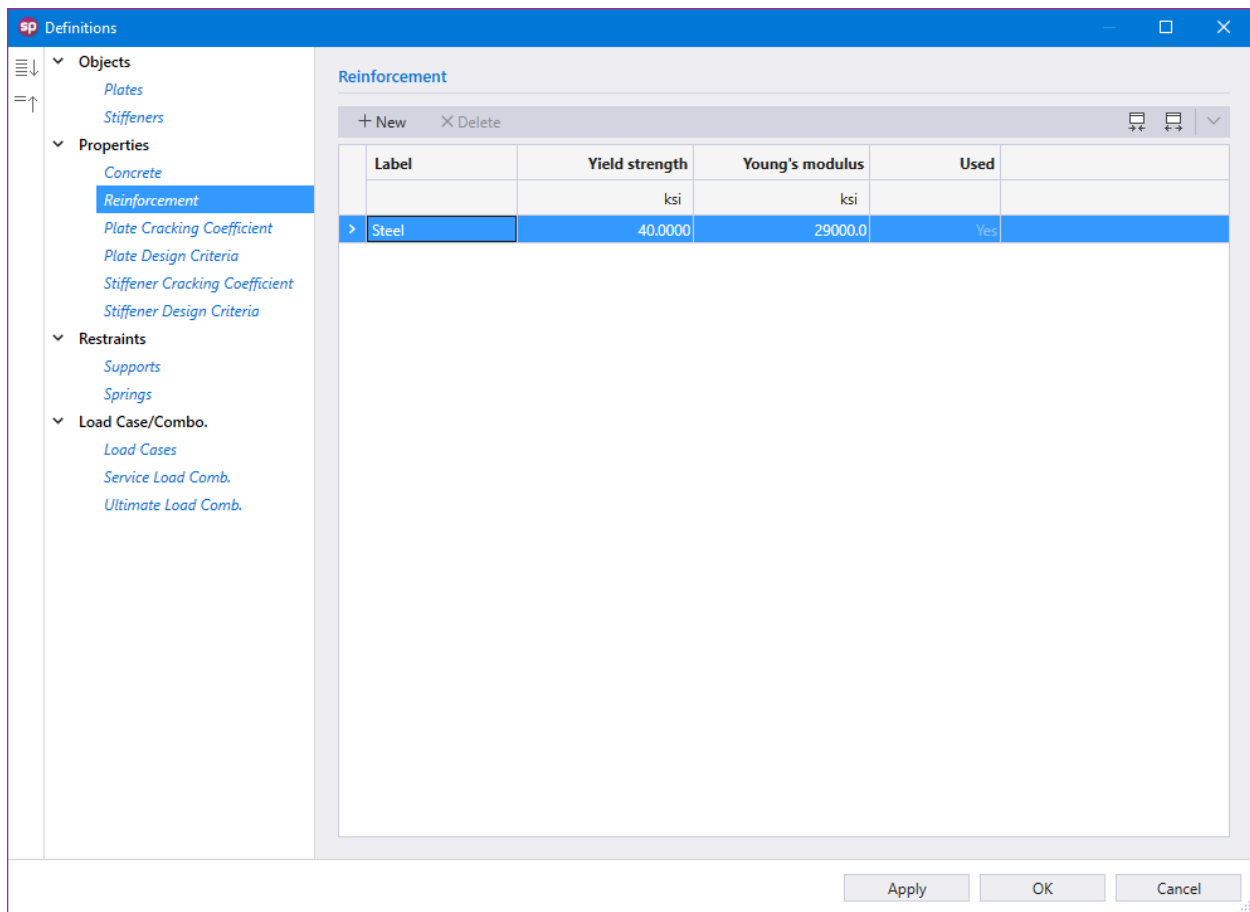 sp Definitions
Objects
Plates
Stiffeners
Properties
Concrete
Reinforcement
Plate Cracking Coefficient
Plate Design Criteria
Stiffener Cracking Coefficient
Stiffener Design Criteria
Restraints
Supports
Springs
Load Case/Combo.
Load Cases
Service Load Comb.
Ultimate Load Comb.
Reinforcement
+ New × Delete
Label Yield strength Young's modulus Used
ksi ksi
Steel 40.0000 29000.0 Yes
Apply OK Cancel